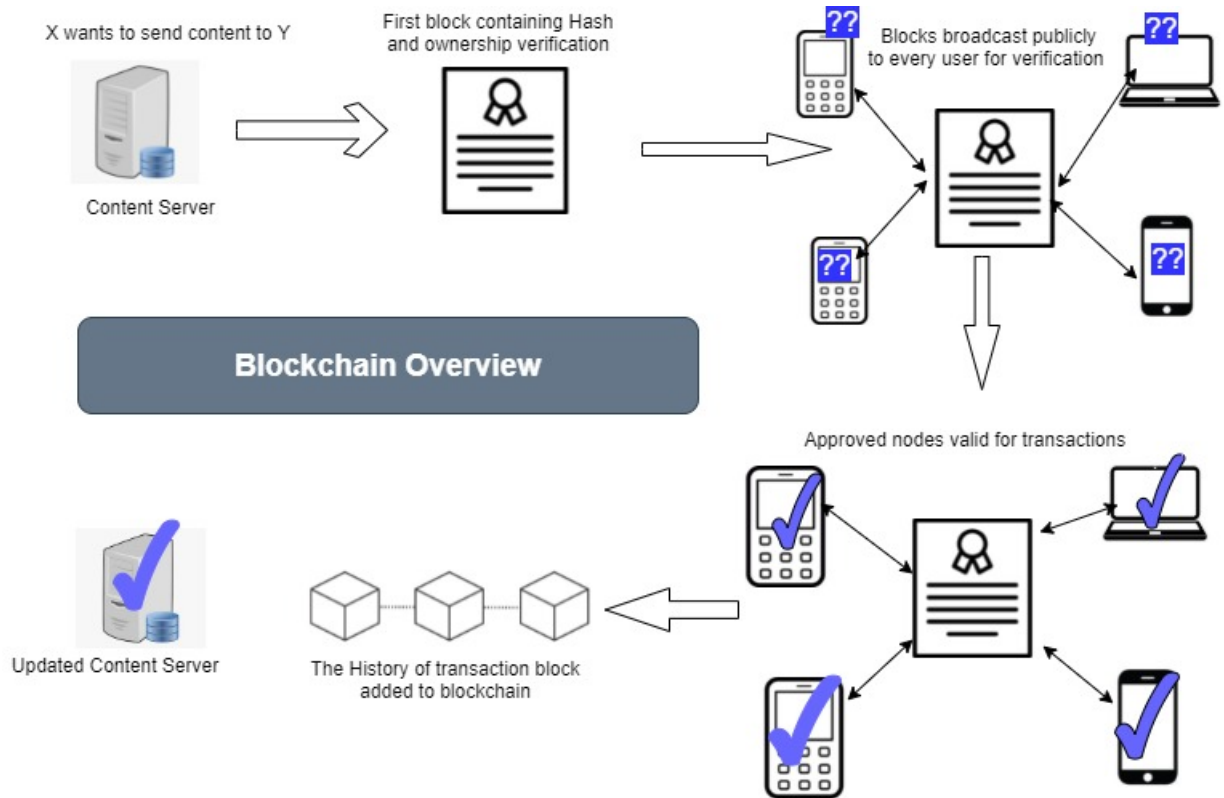 X wants to send content to Y
Content Server
First block containing Hash
and ownership verification
??
??
Blocks broadcast publicly
to every user for verification
??
??
Blockchain Overview
Approved nodes valid for transactions
The History of transaction block
added to blockchain
Updated Content Server